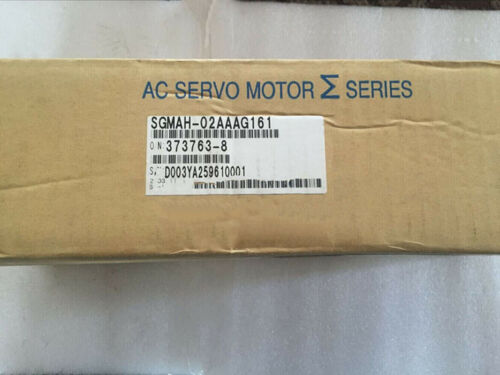 AC SERVO MOTOR Σ SERIES
SGMAH-02AAAG161
O N 373763-8
S/ D003YA259610001